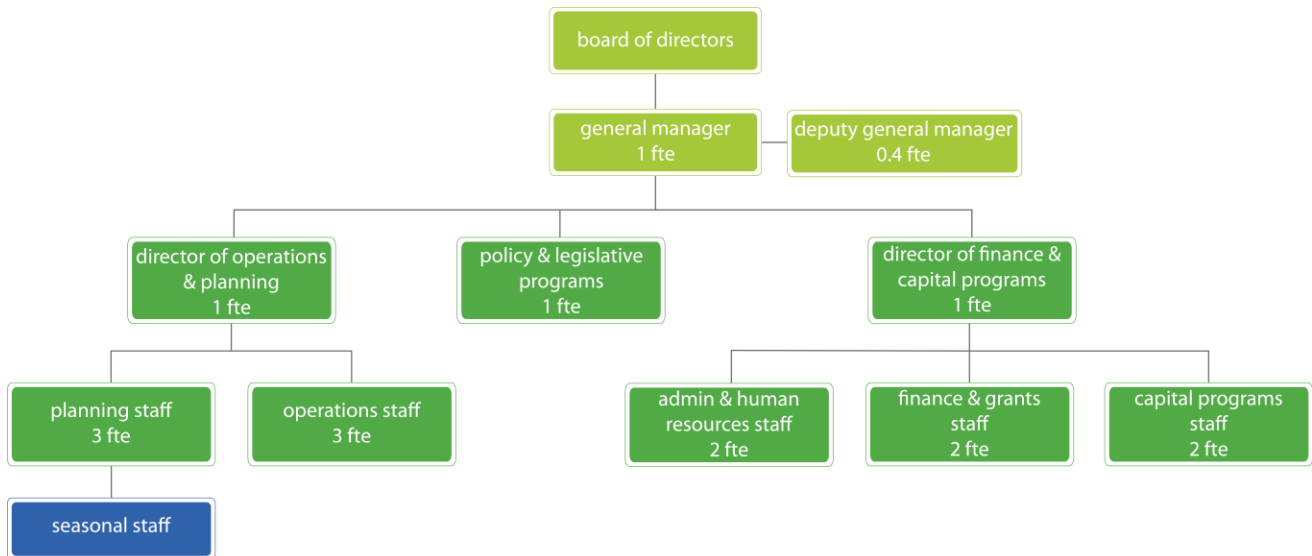 board of directors
general manager
1 fte
deputy general manager
0.4 fte
director of operations
& planning
1 fte
policy & legislative
programs
1 fte
director of finance &
capital programs
1 fte
planning staff
3 fte
operations staff
3 fte
admin & human
resources staff
2 fte
finance & grants
staff
2 fte
capital programs
staff
2 fte
seasonal staff